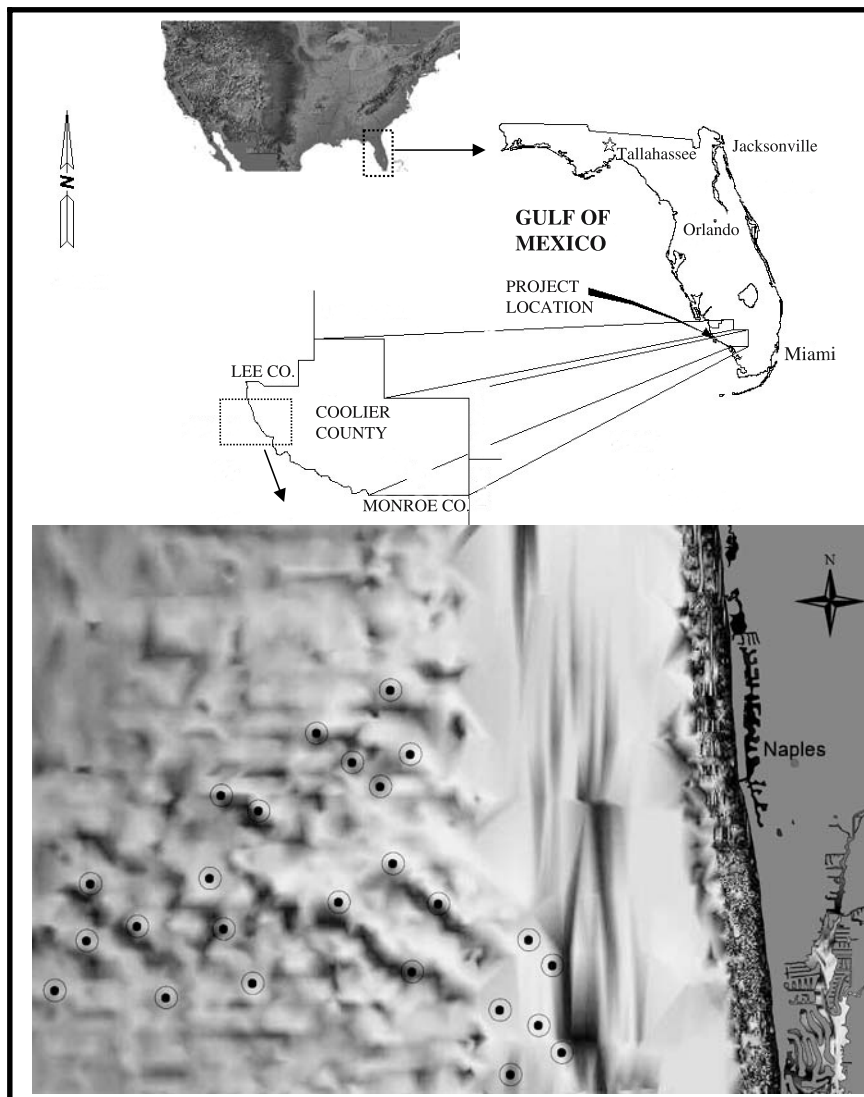 N
Tallahassee
Jacksonville
GULF OF
MEXICO
Orlando
PROJECT
LOCATION
Miami
LEE CO.
COOLIER
COUNTY
MONROE CO.
N
Naples